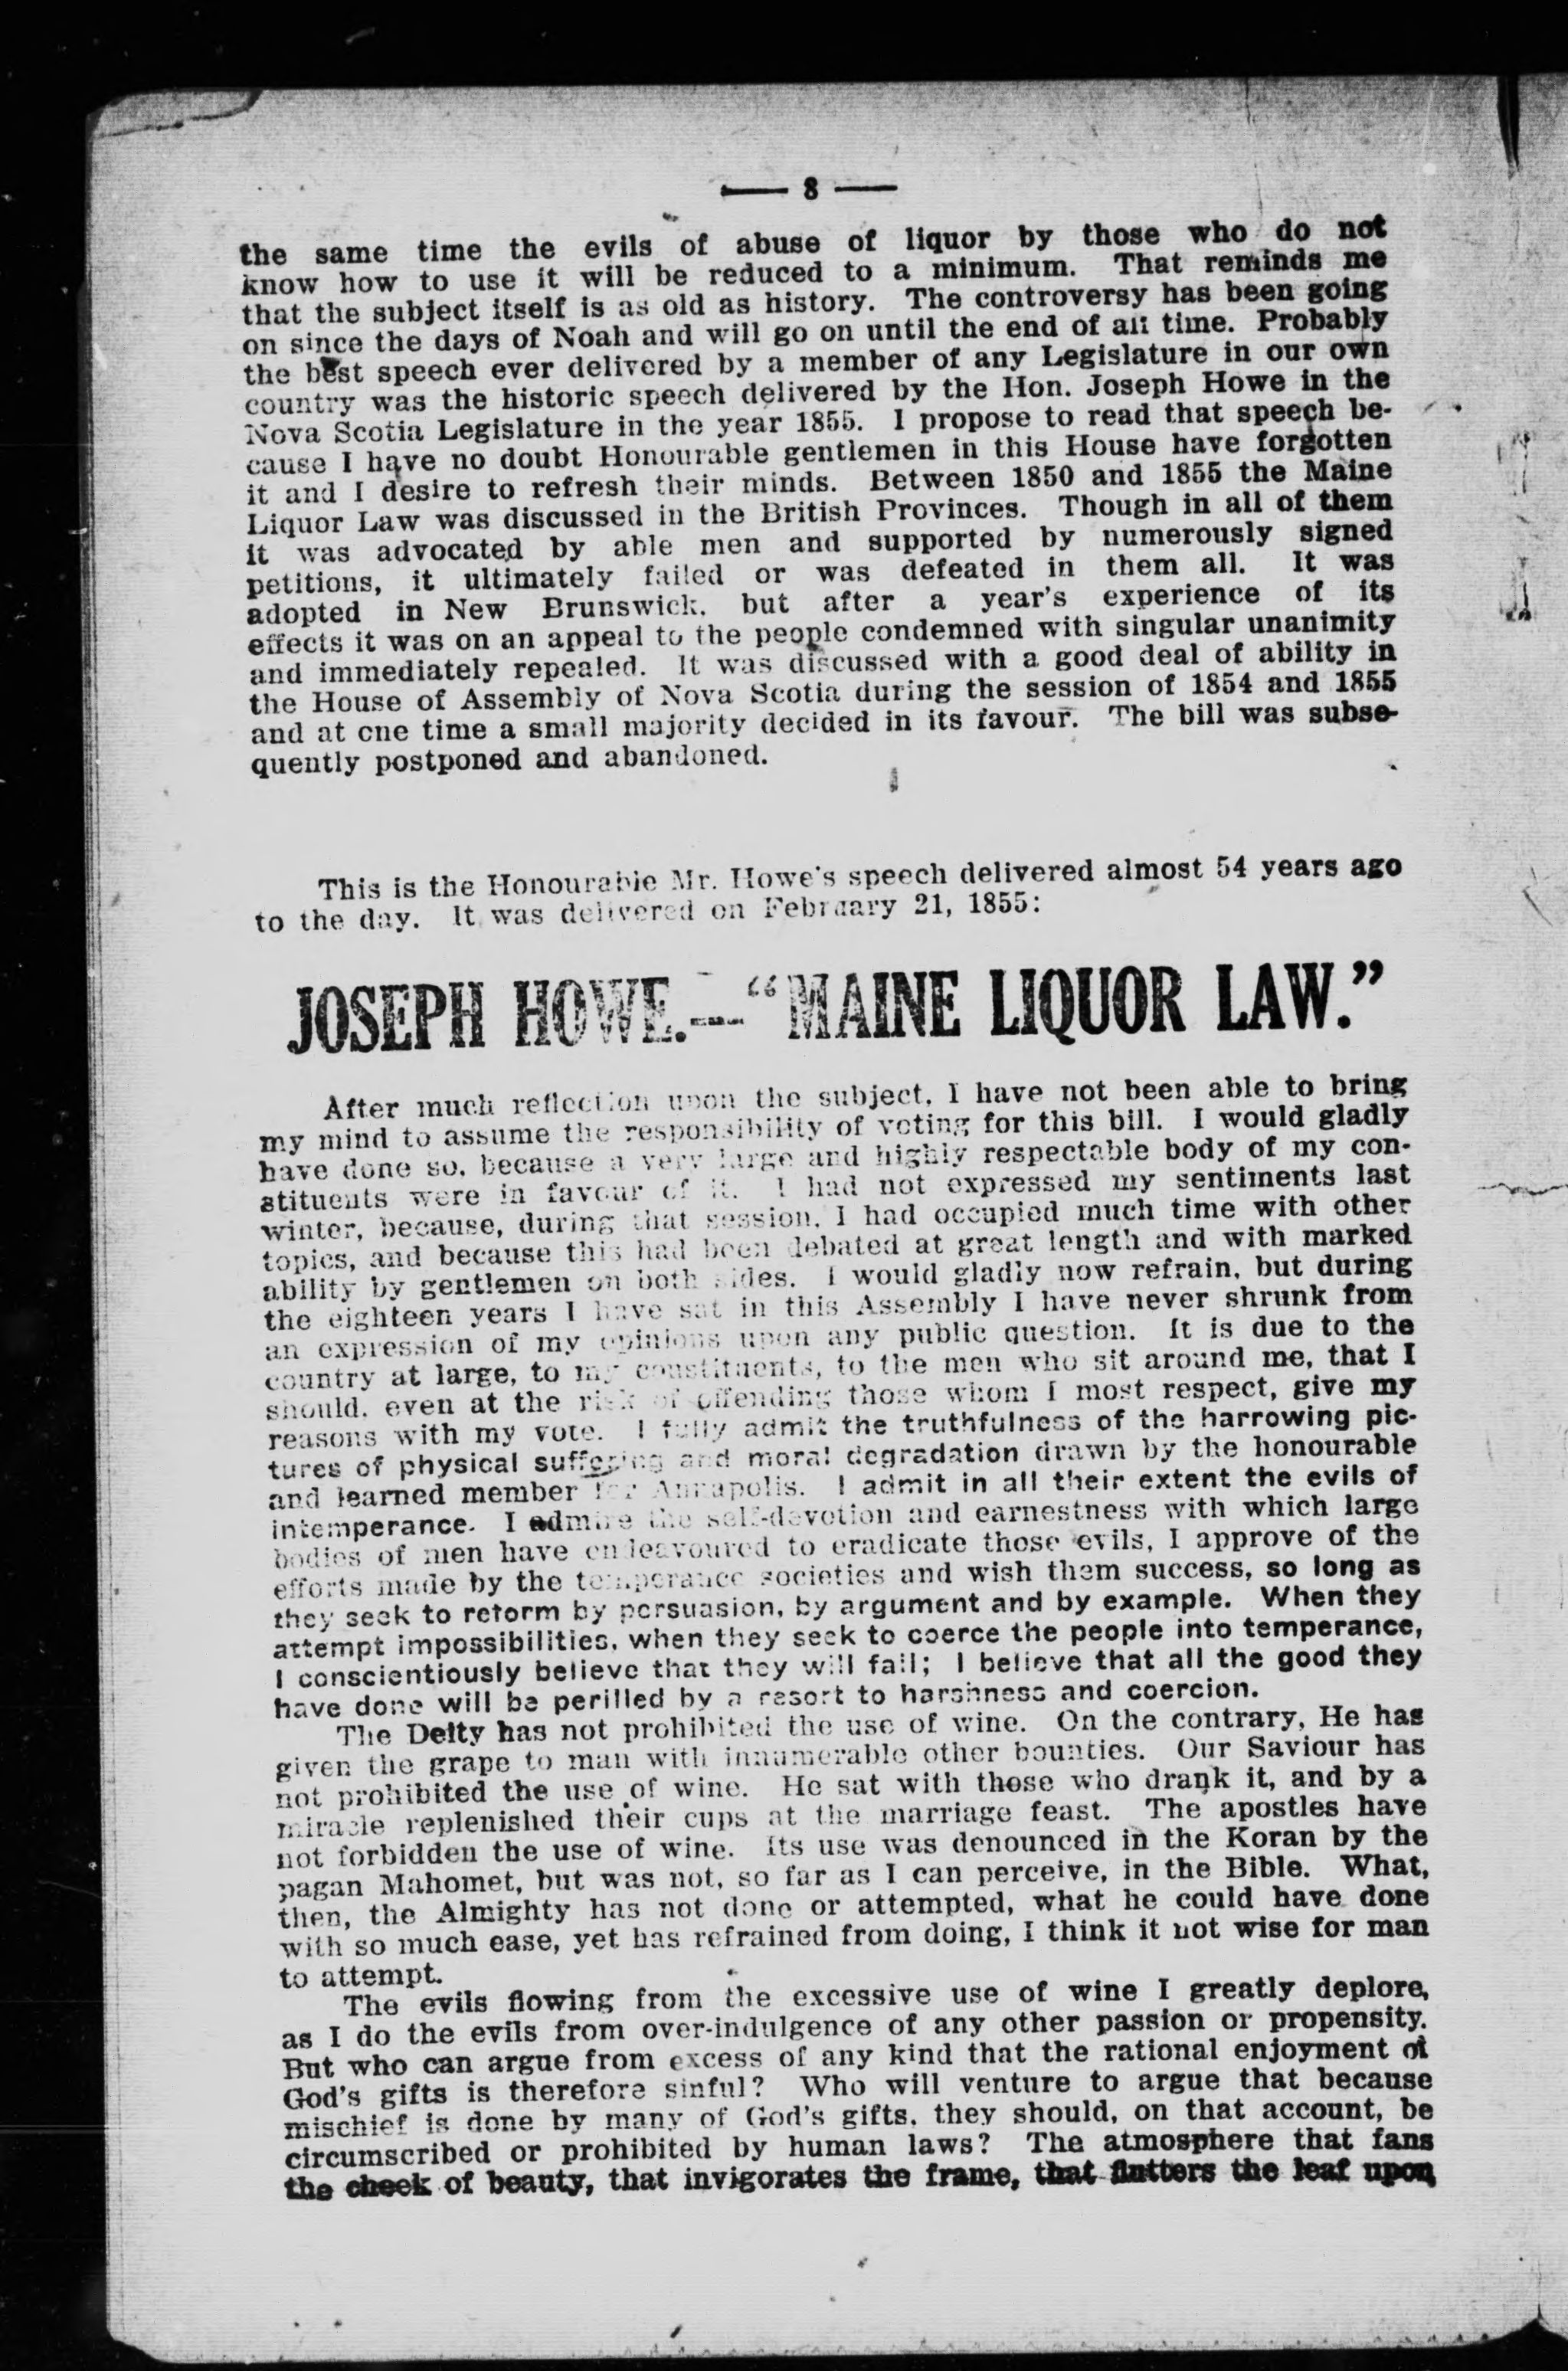 — 8 —
the same time the evils of abuse of liquor by those who do not
know how to use it will be reduced to a minimum. That reminds me
that the subject itself is as old as history. The controversy has been going
on since the days of Noah and will go on until the end of all time. Probably
the best speech ever delivered by a member of any Legislature in our own
country was the historic speech delivered by the Hon. Joseph Howe in the
Nova Scotia Legislature in the year 1855. I propose to read that speech be-
cause I have no doubt Honourable gentlemen in this House have forgotten
it and I desire to refresh their minds. Between 1850 and 1855 the Maine
Liquor Law was discussed in the British Provinces. Though in all of them
it was advocated by able men and supported by numerously signed
petitions, it ultimately failed or was defeated in them all. It was
adopted in New Brunswick, but after a year's experience of its
effects it was on an appeal to the people condemned with singular unanimity
and immediately repealed. It was discussed with a good deal of ability in
the House of Assembly of Nova Scotia during the session of 1854 and 1855
and at one time a small majority decided in its favour. The bill was subse-
quently postponed and abandoned.
This is the Honourable Mr. Howe's speech delivered almost 54 years ago
to the day. It was delivered on February 21, 1855:
JOSEPH HOWE.—"MAINE LIQUOR LAW."
After much reflection upon the subject, I have not been able to bring
my mind to assume the responsibility of voting for this bill. I would gladly
have done so, because a very large and highly respectable body of my con-
stituents were in favour of it. I had not expressed my sentiments last
winter, because, during that session, I had occupied much time with other
topics, and because this had been debated at great length and with marked
ability by gentlemen on both sides. I would gladly now refrain, but during
the eighteen years I have sat in this Assembly I have never shrunk from
an expression of my opinions upon any public question. It is due to the
country at large, to my constituents, to the men who sit around me, that I
should, even at the risk of offending those whom I most respect, give my
reasons with my vote. I fully admit the truthfulness of the harrowing pic-
tures of physical suffering and moral degradation drawn by the honourable
and learned member for Annapolis. I admit in all their extent the evils of
intemperance. I admire the self-devotion and earnestness with which large
bodies of men have endeavoured to eradicate those evils, I approve of the
efforts made by the temperance societies and wish them success, so long as
they seek to reform by persuasion, by argument and by example. When they
attempt impossibilities, when they seek to coerce the people into temperance,
I conscientiously believe that they will fail; I believe that all the good they
have done will be perilled by a resort to harshness and coercion.
The Deity has not prohibited the use of wine. On the contrary, He has
given the grape to man with innumerable other bounties. Our Saviour has
not prohibited the use of wine. He sat with those who drank it, and by a
miracle replenished their cups at the marriage feast. The apostles have
not forbidden the use of wine. Its use was denounced in the Koran by the
pagan Mahomet, but was not, so far as I can perceive, in the Bible. What,
then, the Almighty has not done or attempted, what he could have done
with so much ease, yet has refrained from doing, I think it not wise for man
to attempt.
The evils flowing from the excessive use of wine I greatly deplore,
as I do the evils from over-indulgence of any other passion or propensity.
But who can argue from excess of any kind that the rational enjoyment of
God's gifts is therefore sinful? Who will venture to argue that because
mischief is done by many of God's gifts, they should, on that account, be
circumscribed or prohibited by human laws? The atmosphere that fans
the cheek of beauty, that invigorates the frame, that flutters the leaf upon